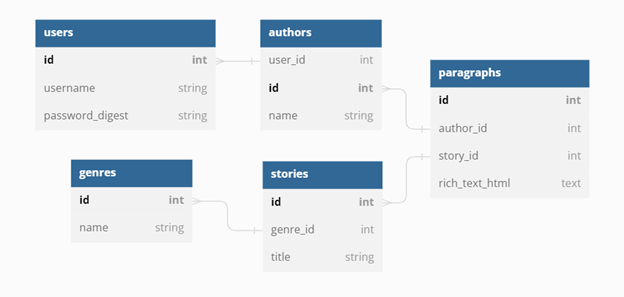 users
id int
username string
password_digest string
authors
user_id int
id int
name string
paragraphs
id int
author_id int
story_id int
rich_text_html text
genres
id int
name string
stories
id int
genre_id int
title string